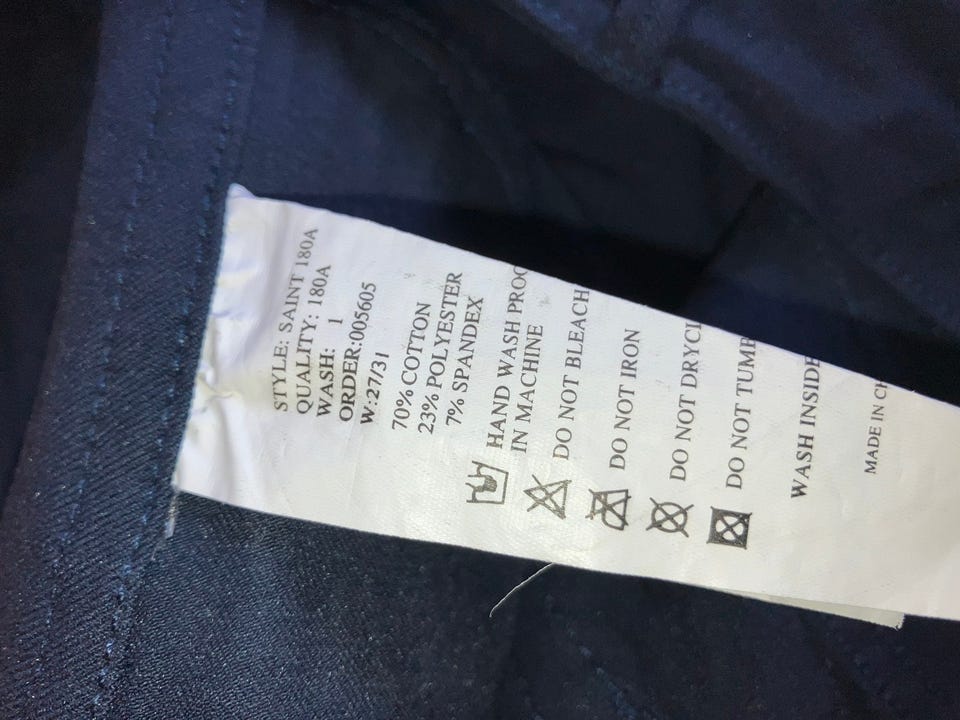 STYLE: SAINT 180A
QUALITY: 180A
WASH: 1
ORDER:005605
W:27/31
70% COTTON
23% POLYESTER
7% SPANDEX
HAND WASH PROC
IN MACHINE
DO NOT BLEACH
DO NOT IRON
DO NOT DRYCL
DO NOT TUMB
WASH INSIDE
MADE IN CH